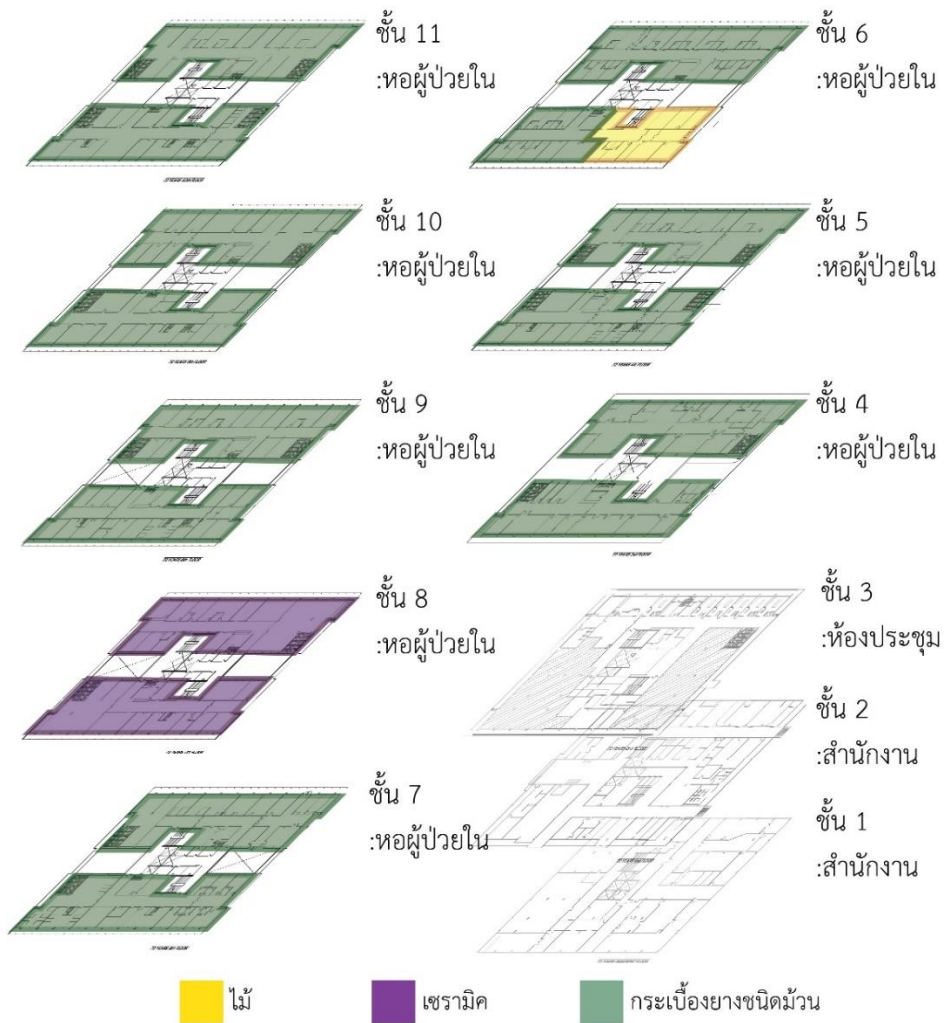 ชั้น 11
:หอผู้ป่วยใน
ชั้น 10
:หอผู้ป่วยใน
ชั้น 9
:หอผู้ป่วยใน
ชั้น 8
:หอผู้ป่วยใน
ชั้น 7
:หอผู้ป่วยใน
ชั้น 6
:หอผู้ป่วยใน
ชั้น 5
:หอผู้ป่วยใน
ชั้น 4
:หอผู้ป่วยใน
ชั้น 3
:ห้องประชุม
ชั้น 2
:สำนักงาน
ชั้น 1
:สำนักงาน
ไม้
เซรามิค
กระเบื้องยางชนิดม้วน